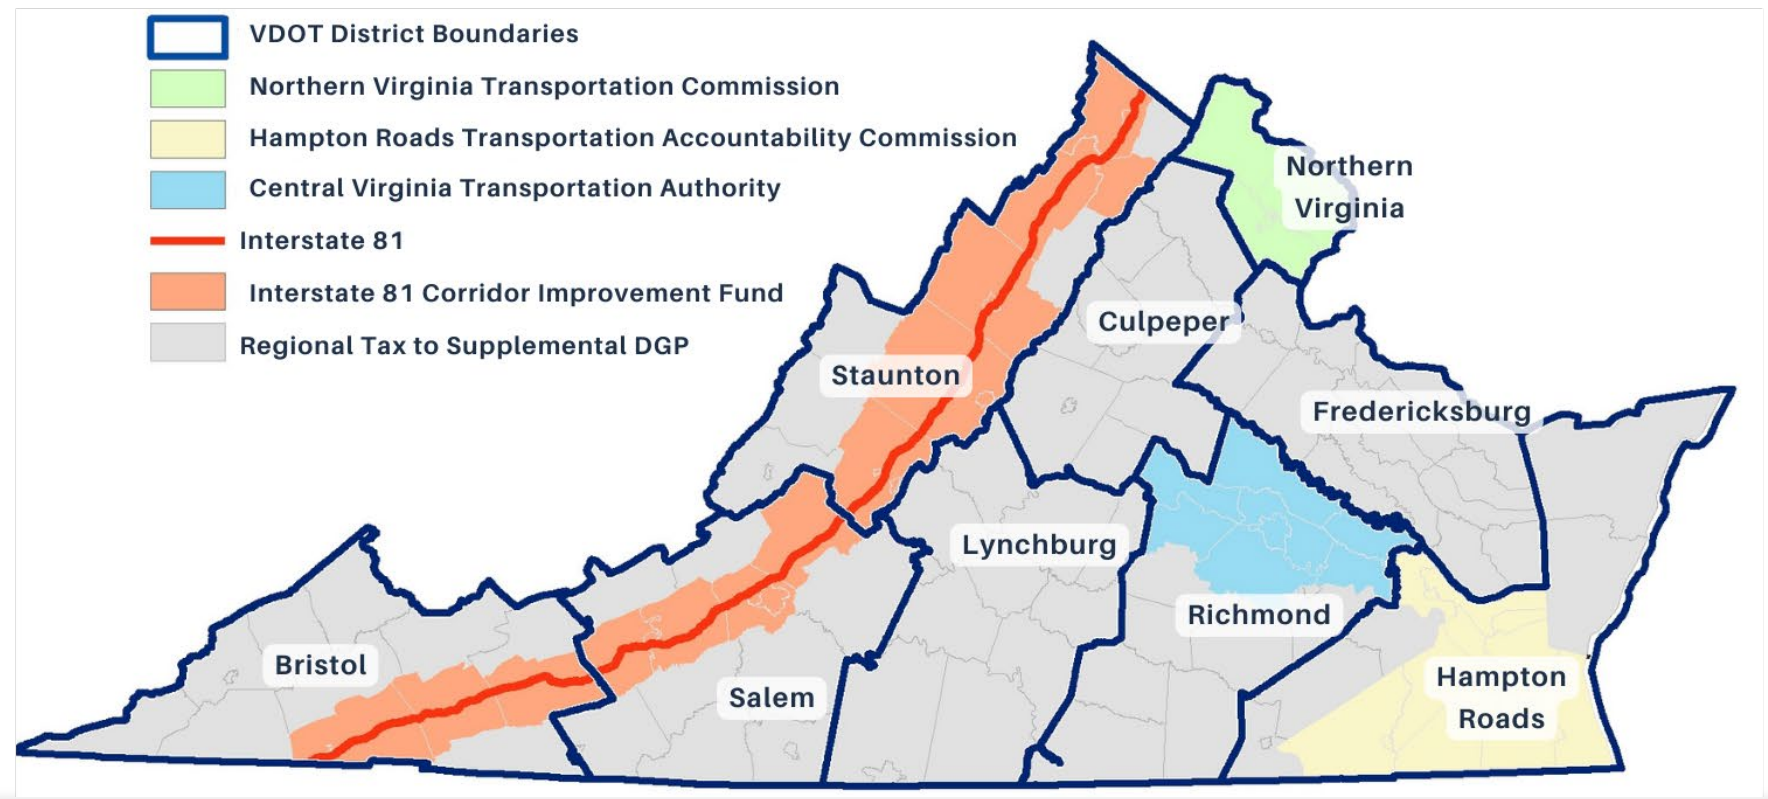 VDOT District Boundaries
Northern Virginia Transportation Commission
Hampton Roads Transportation Accountability Commission
Central Virginia Transportation Authority
Interstate 81
Interstate 81 Corridor Improvement Fund
Regional Tax to Supplemental DGP
Northern
Virginia
Culpeper
Staunton
Fredericksburg
Lynchburg
Richmond
Bristol
Salem
Hampton
Roads